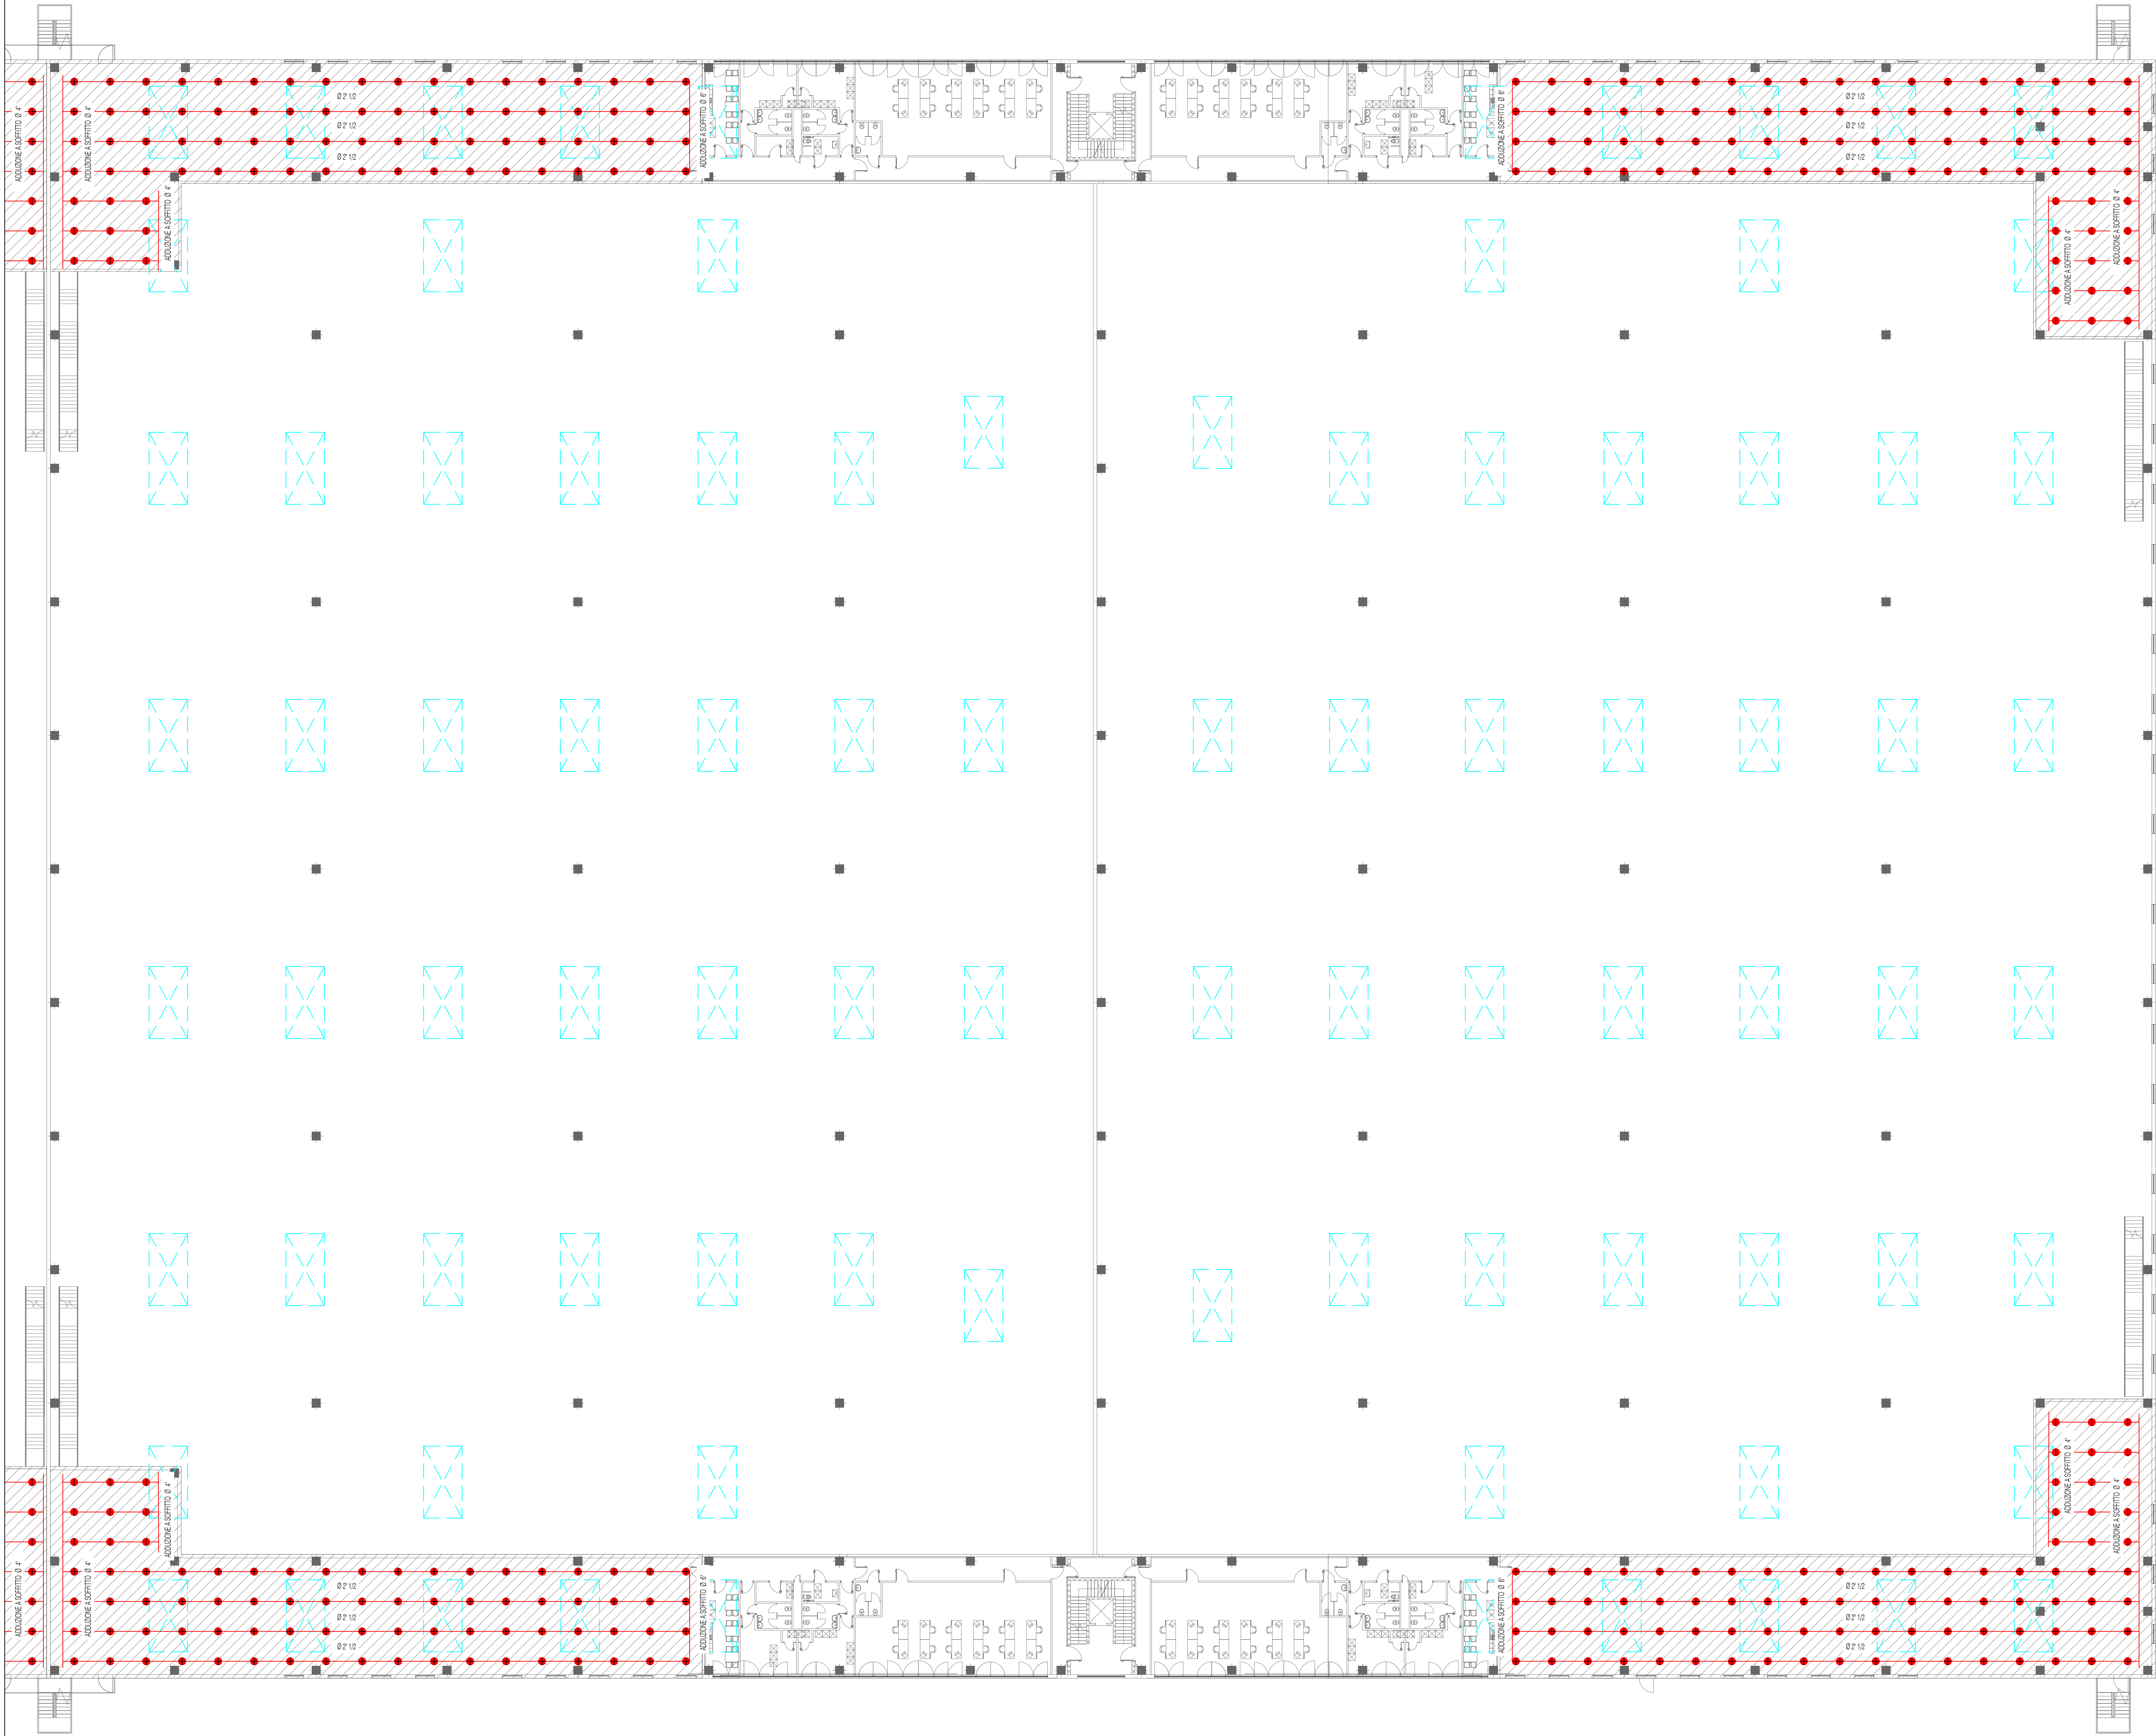 ADDUZIONE A SOFFITTO Ø 4"
ADDUZIONE A SOFFITTO Ø 4"
ADDUZIONE A SOFFITTO Ø 4"
Ø 2" 1/2
Ø 2" 1/2
Ø 2" 1/2
ADDUZIONE A SOFFITTO Ø 6"
ADDUZIONE A SOFFITTO Ø 6"
Ø 2" 1/2
Ø 2" 1/2
Ø 2" 1/2
ADDUZIONE A SOFFITTO Ø 4"
ADDUZIONE A SOFFITTO Ø 4"
ADDUZIONE A SOFFITTO Ø 4"
ADDUZIONE A SOFFITTO Ø 4"
ADDUZIONE A SOFFITTO Ø 4"
Ø 2" 1/2
Ø 2" 1/2
Ø 2" 1/2
ADDUZIONE A SOFFITTO Ø 6"
ADDUZIONE A SOFFITTO Ø 6"
Ø 2" 1/2
Ø 2" 1/2
Ø 2" 1/2
ADDUZIONE A SOFFITTO Ø 4"
ADDUZIONE A SOFFITTO Ø 4"